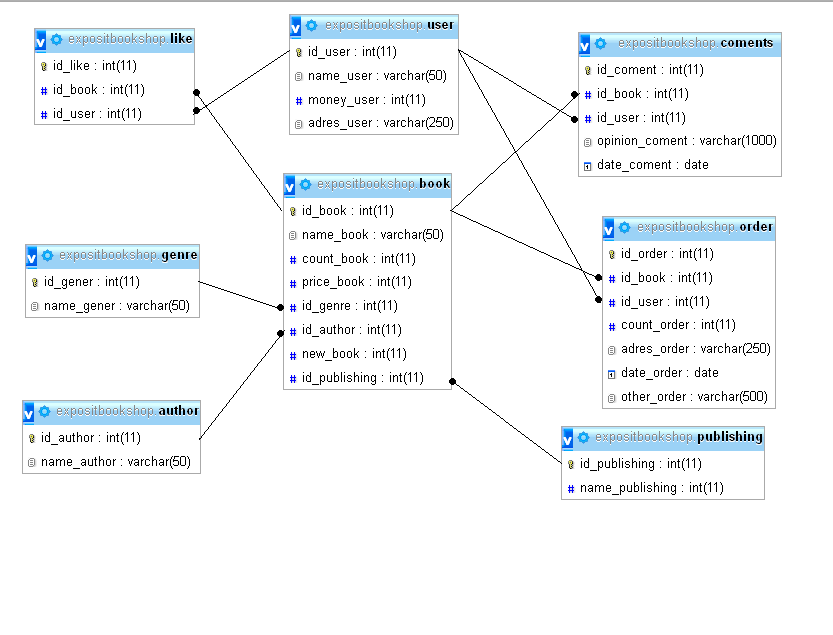 expositbookshop.like
id_like : int(11)
id_book : int(11)
id_user : int(11)
expositbookshop.user
id_user : int(11)
name_user : varchar(50)
money_user : int(11)
adres_user : varchar(250)
expositbookshop.coments
id_coment : int(11)
id_book : int(11)
id_user : int(11)
opinion_coment : varchar(1000)
date_coment : date
expositbookshop.book
id_book : int(11)
name_book : varchar(50)
count_book : int(11)
price_book : int(11)
id_genre : int(11)
id_author : int(11)
new_book : int(11)
id_publishing : int(11)
expositbookshop.genre
id_gener : int(11)
name_gener : varchar(50)
expositbookshop.order
id_order : int(11)
id_book : int(11)
id_user : int(11)
count_order : int(11)
adres_order : varchar(250)
date_order : date
other_order : varchar(500)
expositbookshop.author
id_author : int(11)
name_author : varchar(50)
expositbookshop.publishing
id_publishing : int(11)
name_publishing : int(11)